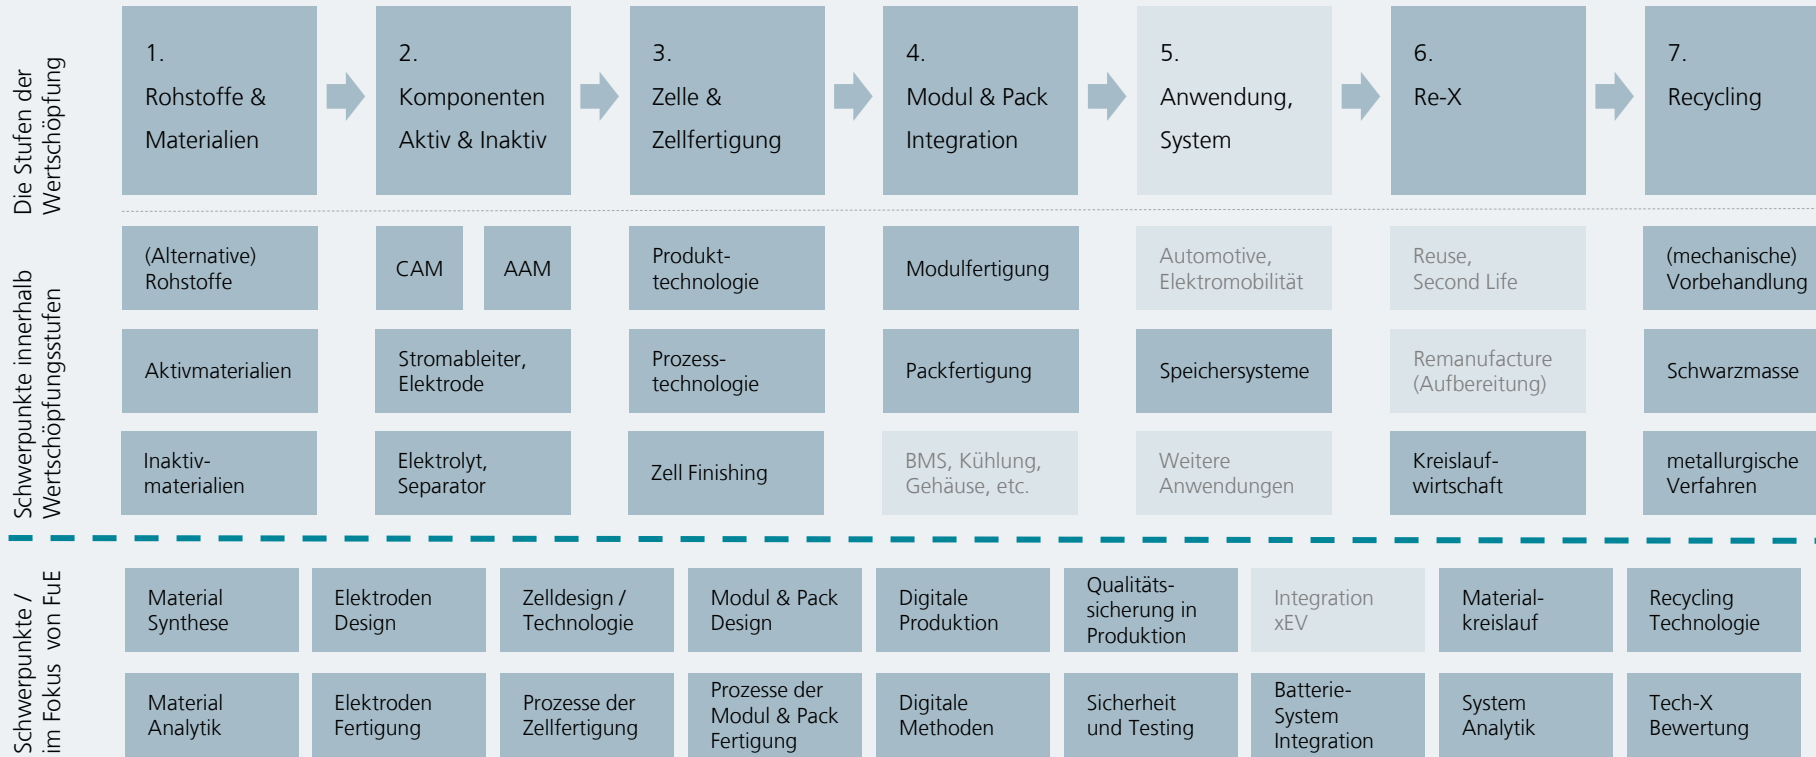 Die Stufen der
Wertschöpfung
1.
Rohstoffe &
Materialien
2.
Komponenten
Aktiv & Inaktiv
3.
Zelle &
Zellfertigung
4.
Modul & Pack
Integration
5.
Anwendung,
System
6.
Re-X
7.
Recycling
Schwerpunkte innerhalb
Wertschöpfungsstufen
(Alternative)
Rohstoffe
CAM
AAM
Produkt-
technologie
Modulfertigung
Automotive,
Elektromobilität
Reuse,
Second Life
(mechanische)
Vorbehandlung
Aktivmaterialien
Stromableiter,
Elektrode
Prozess-
technologie
Packfertigung
Speichersysteme
Remanufacture
(Aufbereitung)
Schwarzmasse
Inaktiv-
materialien
Elektrolyt,
Separator
Zell Finishing
BMS, Kühlung,
Gehäuse, etc.
Weitere
Anwendungen
Kreislauf-
wirtschaft
metallurgische
Verfahren
Schwerpunkte /
im Fokus von FuE
Material
Synthese
Elektroden
Design
Zelldesign /
Technologie
Modul & Pack
Design
Digitale
Produktion
Qualitäts-
sicherung in
Produktion
Integration
xEV
Material-
kreislauf
Recycling
Technologie
Material
Analytik
Elektroden
Fertigung
Prozesse der
Zellfertigung
Prozesse der
Modul & Pack
Fertigung
Digitale
Methoden
Sicherheit
und Testing
Batterie-
System
Integration
System
Analytik
Tech-X
Bewertung